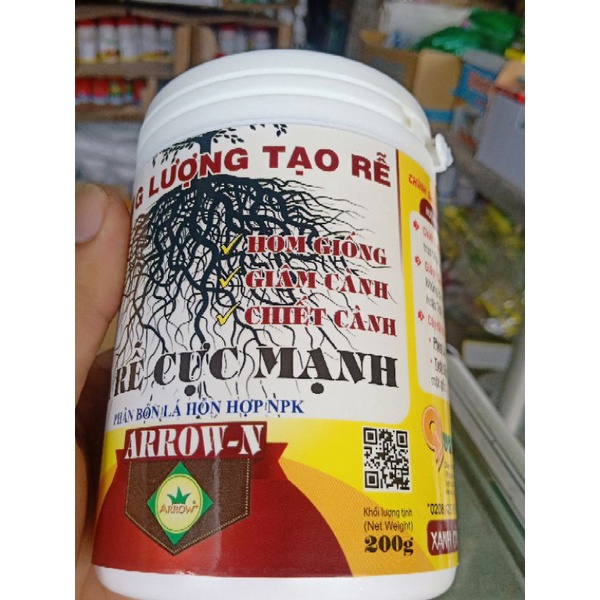 LƯỢNG TẠO RỄ
HOM GIỐNG
GIÂM CÀNH
CHIẾT CÀNH
RỄ CỰC MẠNH
PHÂN BÓN LÁ HỖN HỢP NPK
ARROW-N
ARROW
Khối lượng tịnh
(Net Weight)
200g
XANH